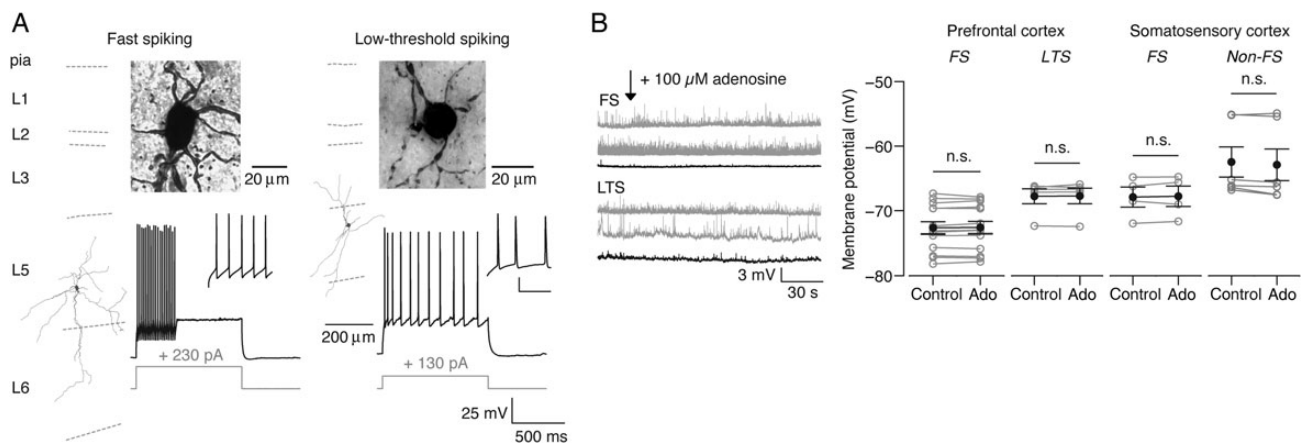 A
Fast spiking
Low-threshold spiking
pia
L1
L2
L3
L5
L6
20 μm
20 μm
200 μm
+ 230 pA
+ 130 pA
25 mV
500 ms
B
+ 100 μM adenosine
FS
LTS
3 mV
30 s
Prefrontal cortex
Somatosensory cortex
FS
LTS
FS
Non-FS
Membrane potential (mV)
−50
−60
−70
−80
n.s.
n.s.
n.s.
n.s.
Control Ado
Control Ado
Control Ado
Control Ado